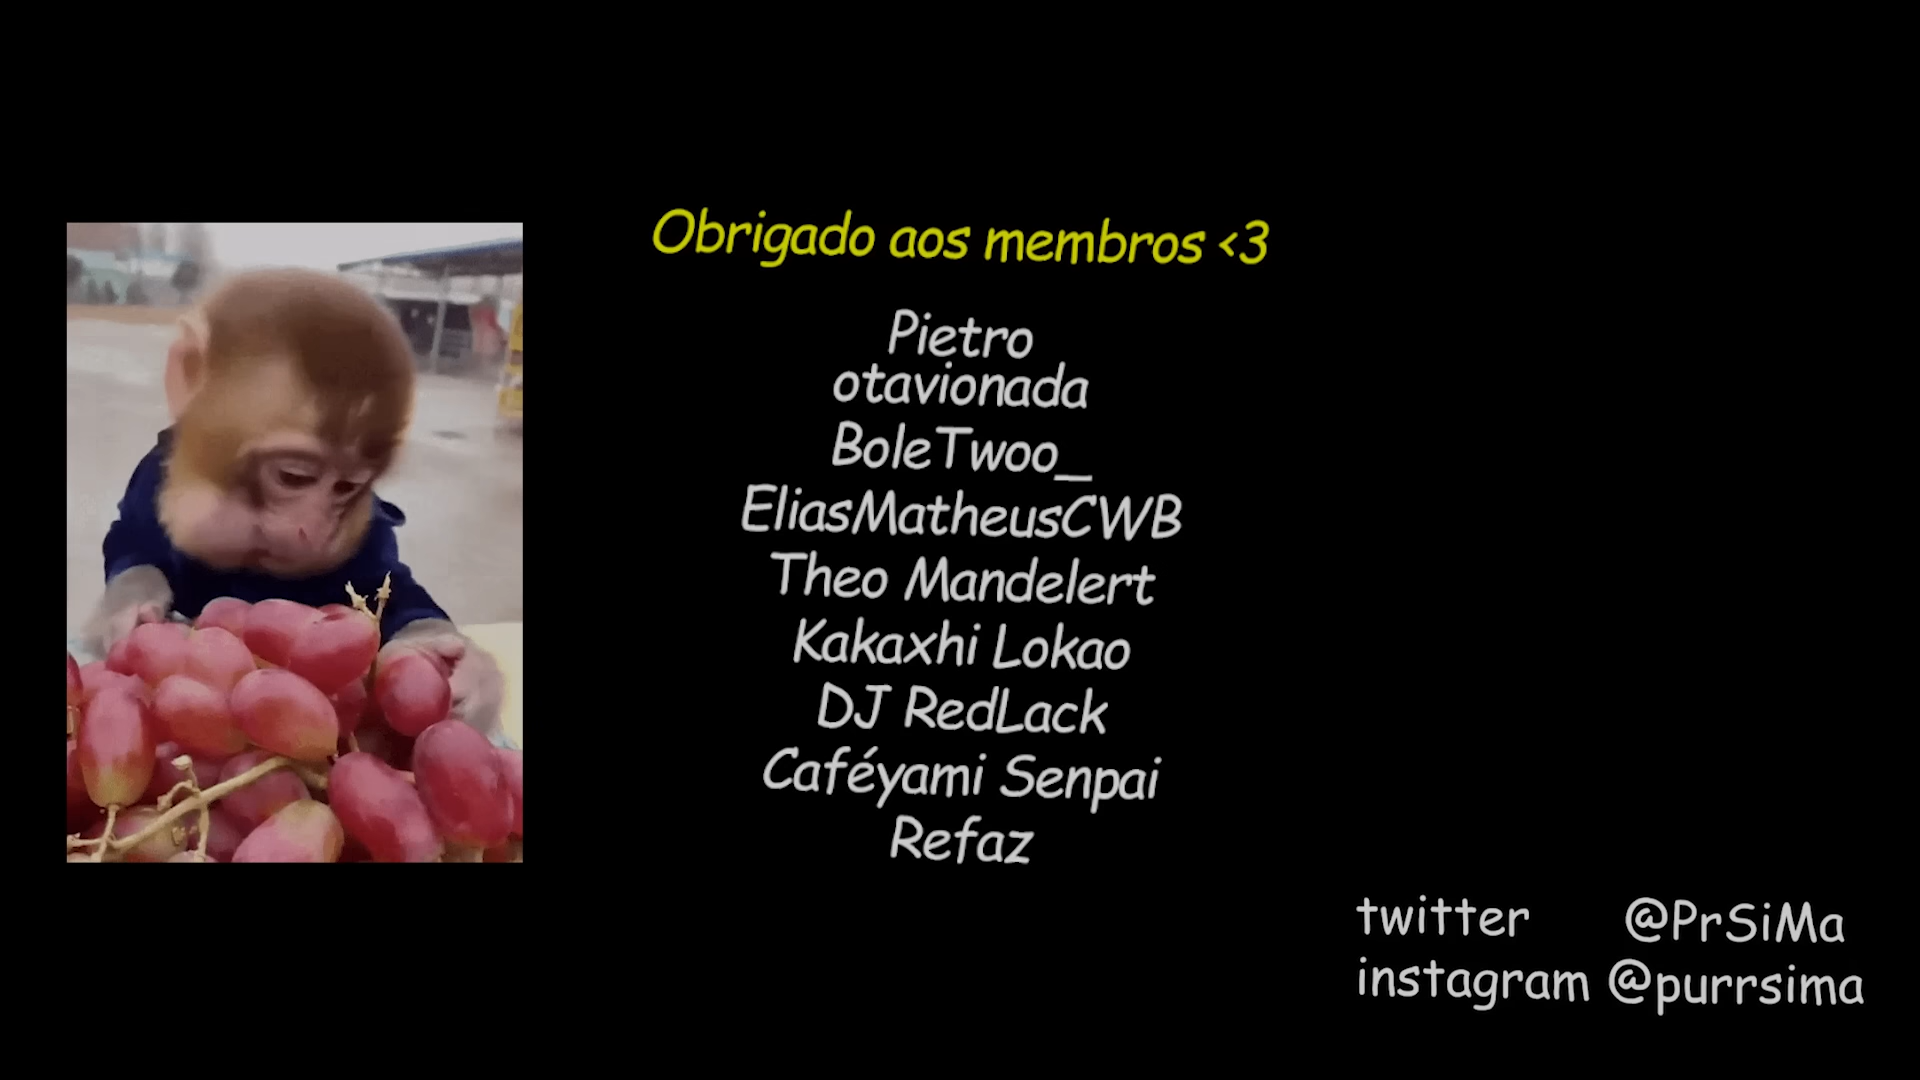 Obrigado aos membros <3
Pietro
otavionada
BoleTwoo_
EliasMatheusCWB
Theo Mandelert
Kakaxhi Lokao
DJ RedLack
Caféyami Senpai
Refaz
twitter @PrSiMa
instagram @purrsima